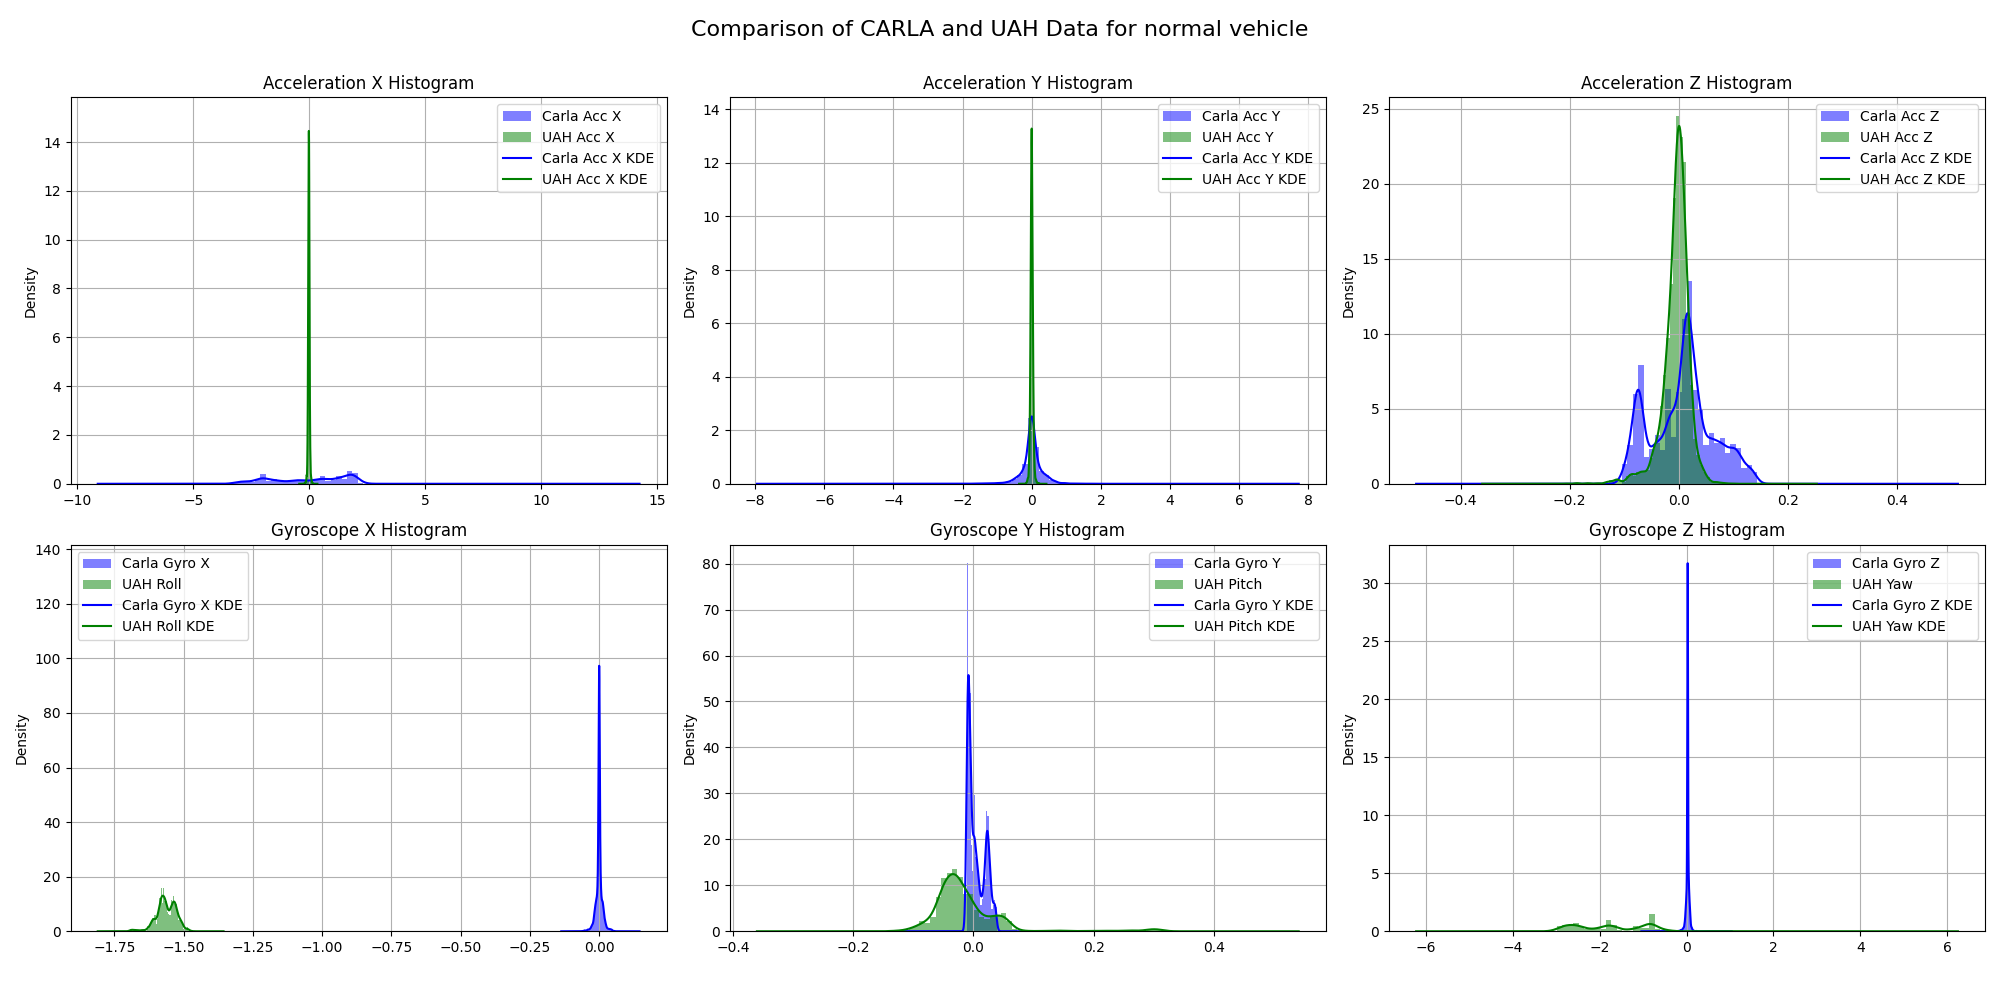 Comparison of CARLA and UAH Data for normal vehicle
Acceleration X Histogram
Density
14
12
10
8
6
4
2
0
−10
−5
0
5
10
15
Carla Acc X
UAH Acc X
Carla Acc X KDE
UAH Acc X KDE
Acceleration Y Histogram
Density
14
12
10
8
6
4
2
0
−8
−6
−4
−2
0
2
4
6
8
Carla Acc Y
UAH Acc Y
Carla Acc Y KDE
UAH Acc Y KDE
Acceleration Z Histogram
Density
25
20
15
10
5
0
−0.4
−0.2
0.0
0.2
0.4
Carla Acc Z
UAH Acc Z
Carla Acc Z KDE
UAH Acc Z KDE
Gyroscope X Histogram
Density
140
120
100
80
60
40
20
0
−1.75
−1.50
−1.25
−1.00
−0.75
−0.50
−0.25
0.00
Carla Gyro X
UAH Roll
Carla Gyro X KDE
UAH Roll KDE
Gyroscope Y Histogram
Density
80
70
60
50
40
30
20
10
0
−0.4
−0.2
0.0
0.2
0.4
Carla Gyro Y
UAH Pitch
Carla Gyro Y KDE
UAH Pitch KDE
Gyroscope Z Histogram
Density
30
25
20
15
10
5
0
−6
−4
−2
0
2
4
6
Carla Gyro Z
UAH Yaw
Carla Gyro Z KDE
UAH Yaw KDE